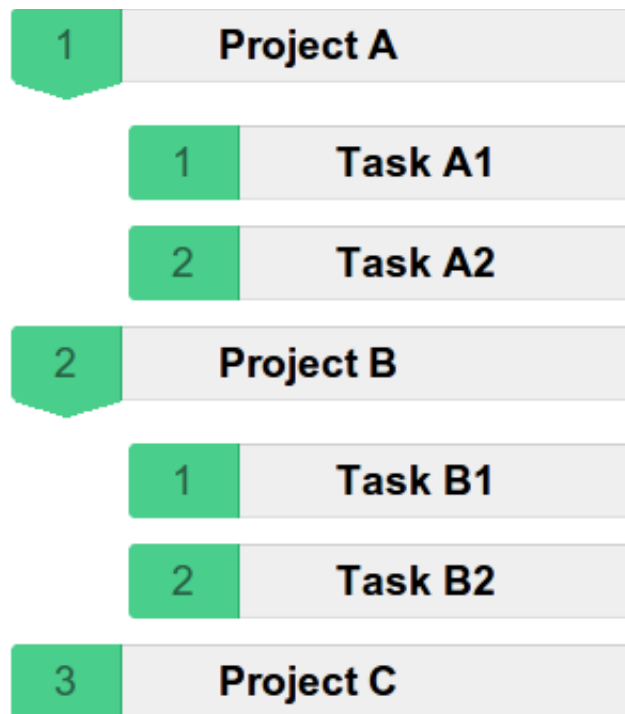 1 Project A
1 Task A1
2 Task A2
2 Project B
1 Task B1
2 Task B2
3 Project C